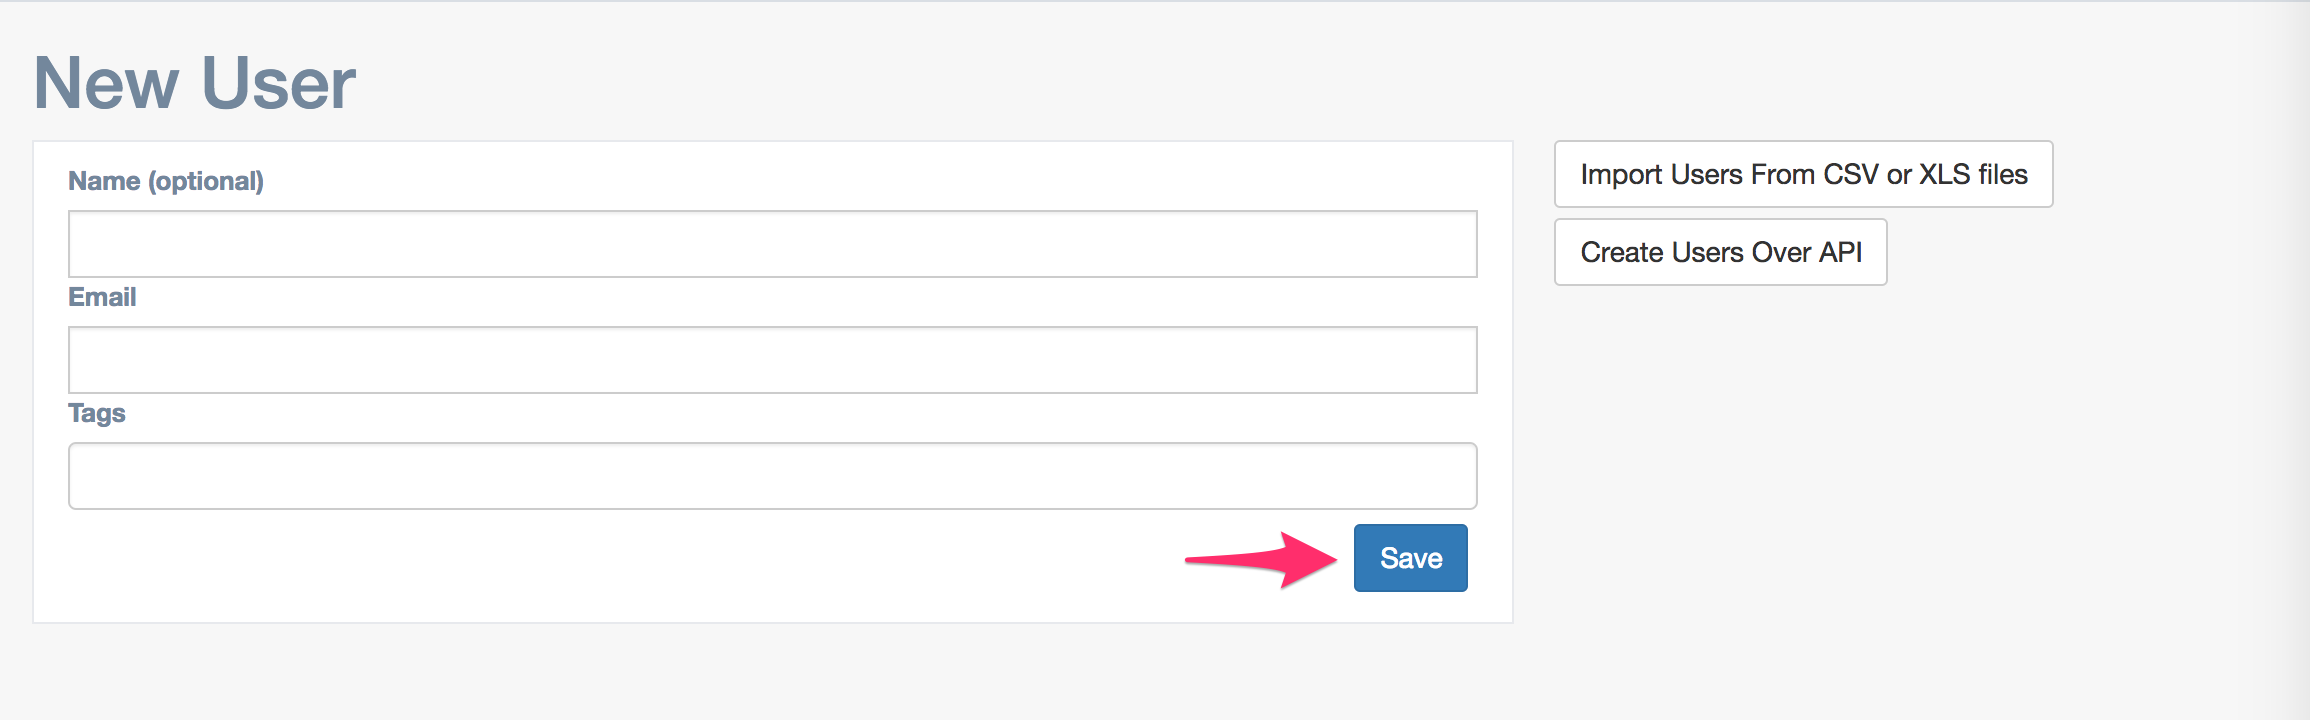 New User
Name (optional)
Email
Tags
Save
Import Users From CSV or XLS files
Create Users Over API